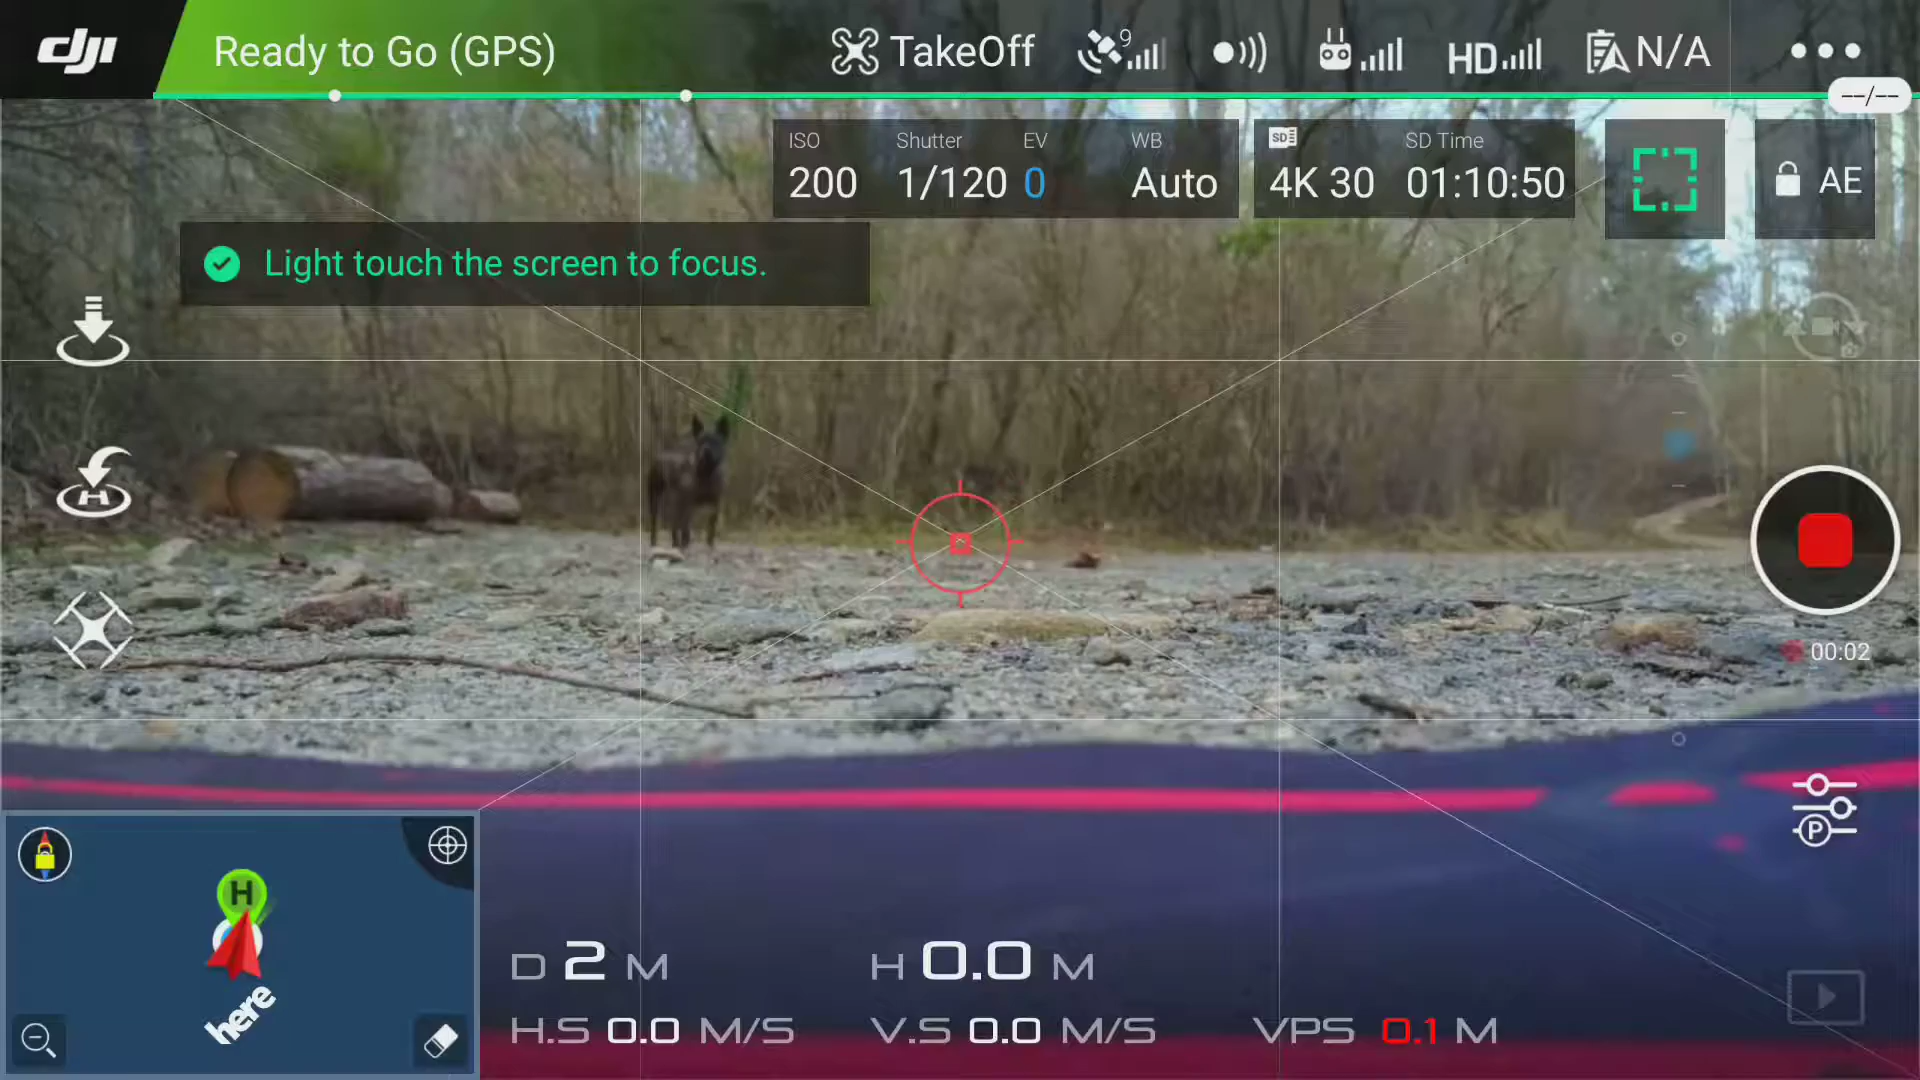 dji
Ready to Go (GPS)
TakeOff
9
HD
N/A
--/--
ISO
Shutter
EV
WB
SD
SD Time
200
1/120
0
Auto
4K 30
01:10:50
AE
Light touch the screen to focus.
H
00:02
P
H
here
D 2 M
H 0.0 M
H.S 0.0 M/S
V.S 0.0 M/S
VPS 0.1 M